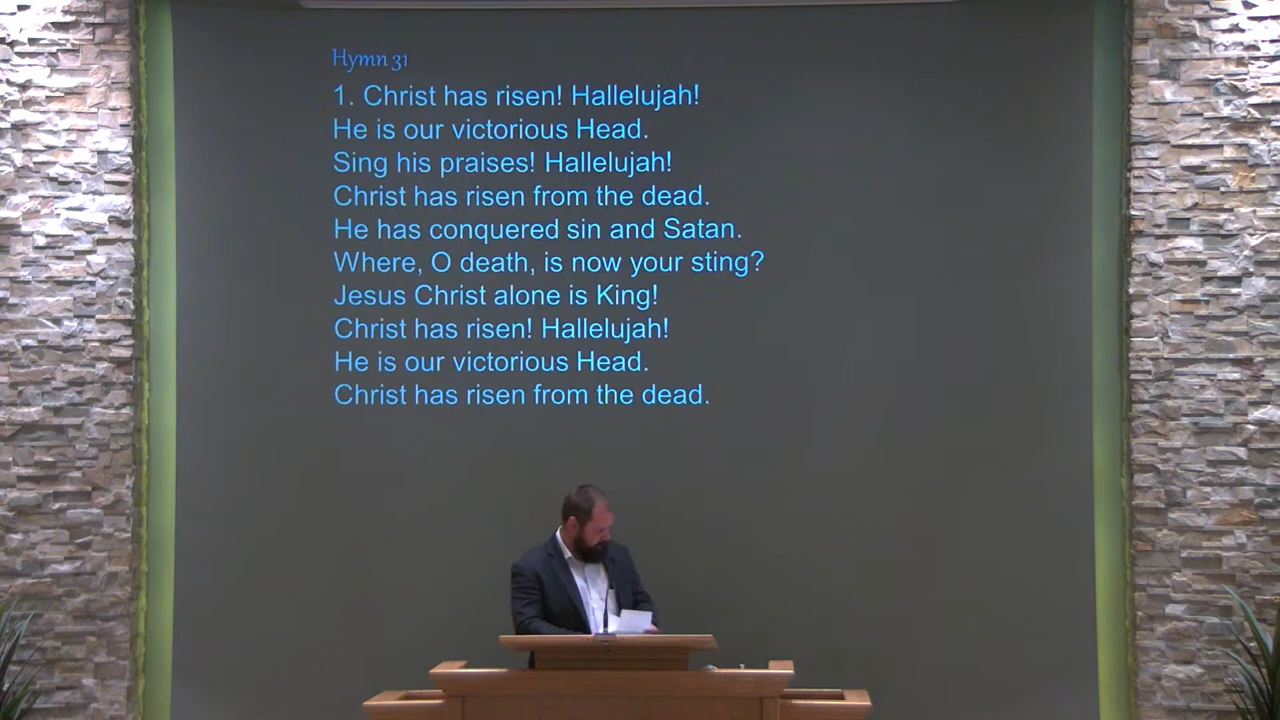 Hymn 31
1. Christ has risen! Hallelujah!
He is our victorious Head.
Sing his praises! Hallelujah!
Christ has risen from the dead.
He has conquered sin and Satan.
Where, O death, is now your sting?
Jesus Christ alone is King!
Christ has risen! Hallelujah!
He is our victorious Head.
Christ has risen from the dead.